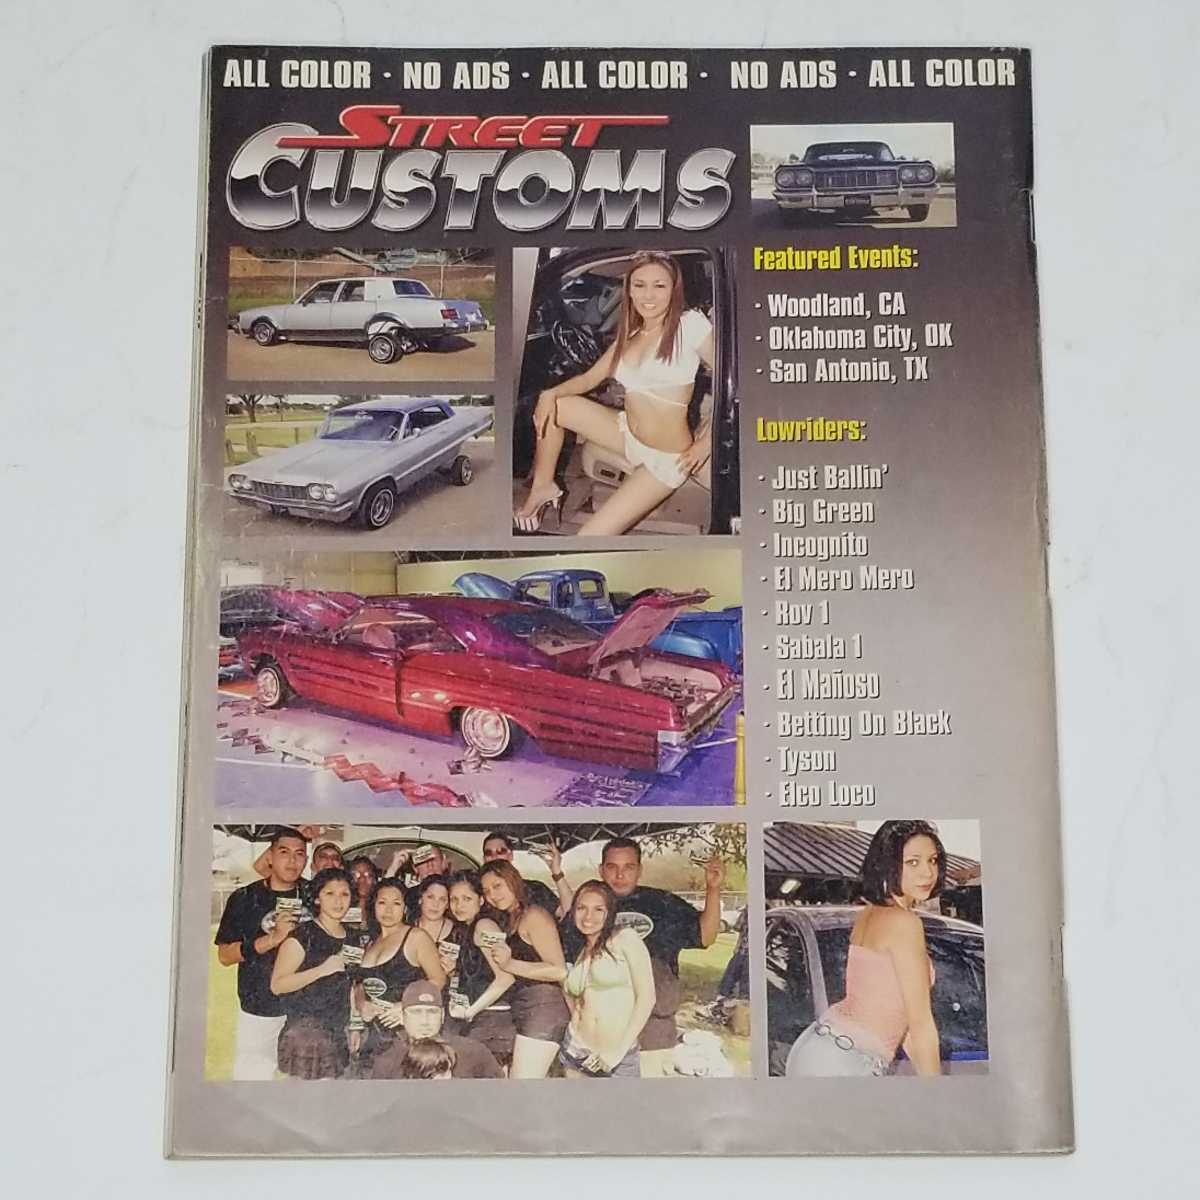 ALL COLOR · NO ADS · ALL COLOR · NO ADS · ALL COLOR
STREET
CUSTOMS
Featured Events:
· Woodland, CA
· Oklahoma City, OK
· San Antonio, TX
Lowriders:
· Just Ballin'
· Big Green
· Incognito
· El Mero Mero
· Rov 1
· Sabala 1
· El Mañoso
· Betting On Black
· Tyson
· Elco Loco